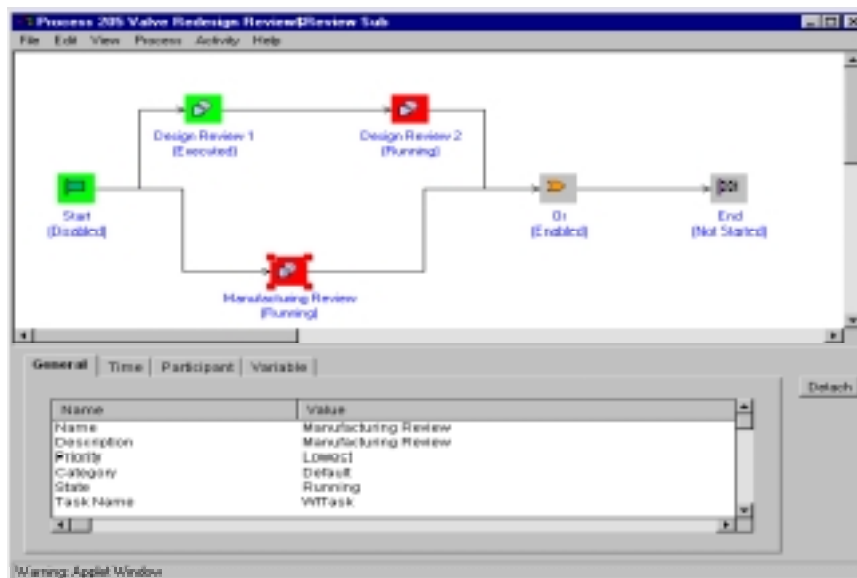 Process 205 Valve Redesign Review$Review Sub
File Edit View Process Activity Help
Design Review 1
(Executed)
Design Review 2
(Running)
Start
(Disabled)
Or
(Enabled)
End
(Not Started)
Manufacturing Review
(Running)
General Time Participant Variable
Detach
Name Value
Name Manufacturing Review
Description Manufacturing Review
Priority Lowest
Category Default
State Running
Task Name WfTask
Warning: Applet Window